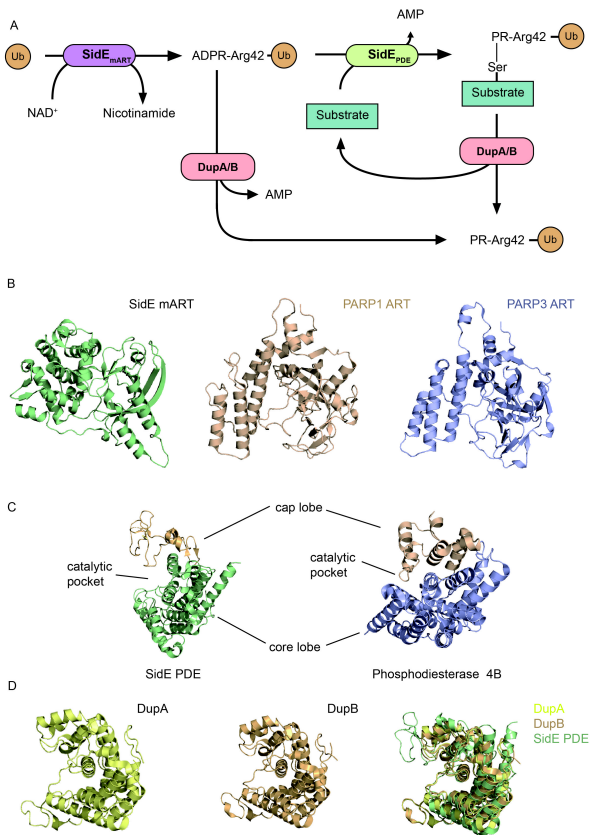 A
AMP
Ub
SidEmART
ADPR-Arg42
Ub
SidEPDE
PR-Arg42
Ub
Ser
NAD+
Nicotinamide
Substrate
Substrate
DupA/B
DupA/B
AMP
PR-Arg42
Ub
B
SidE mART
PARP1 ART
PARP3 ART
C
cap lobe
catalytic
pocket
catalytic
pocket
core lobe
SidE PDE
Phosphodiesterase 4B
D
DupA
DupB
DupA
DupB
SidE PDE